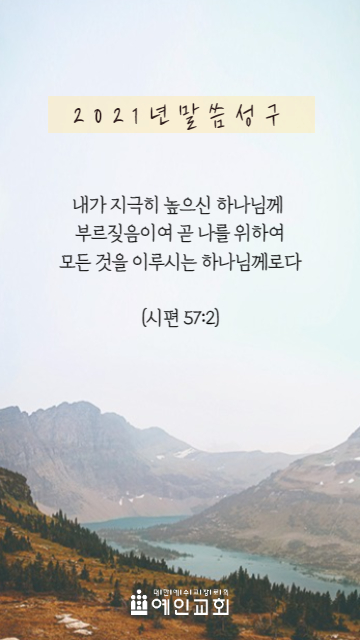 2021년말씀성구
내가 지극히 높으신 하나님께
부르짖음이여 곧 나를 위하여
모든 것을 이루시는 하나님께로다
(시편 57:2)
예인교회